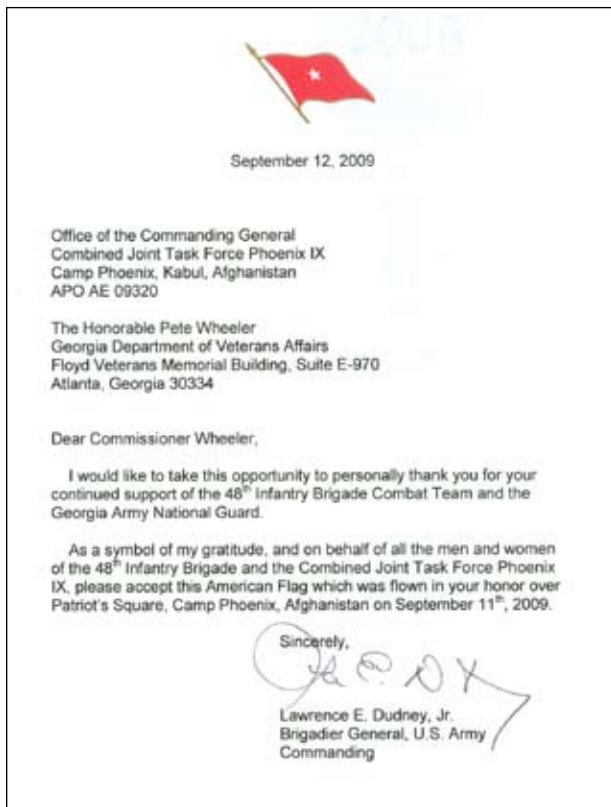 September 12, 2009
Office of the Commanding General
Combined Joint Task Force Phoenix IX
Camp Phoenix, Kabul, Afghanistan
APO AE 09320
The Honorable Pete Wheeler
Georgia Department of Veterans Affairs
Floyd Veterans Memorial Building, Suite E-970
Atlanta, Georgia 30334
Dear Commissioner Wheeler,
I would like to take this opportunity to personally thank you for your
continued support of the 48th Infantry Brigade Combat Team and the
Georgia Army National Guard.
As a symbol of my gratitude, and on behalf of all the men and women
of the 48th Infantry Brigade and the Combined Joint Task Force Phoenix
IX, please accept this American Flag which was flown in your honor over
Patriot's Square, Camp Phoenix, Afghanistan on September 11th, 2009.
Sincerely,
Lawrence E. Dudney, Jr.
Brigadier General, U.S. Army
Commanding